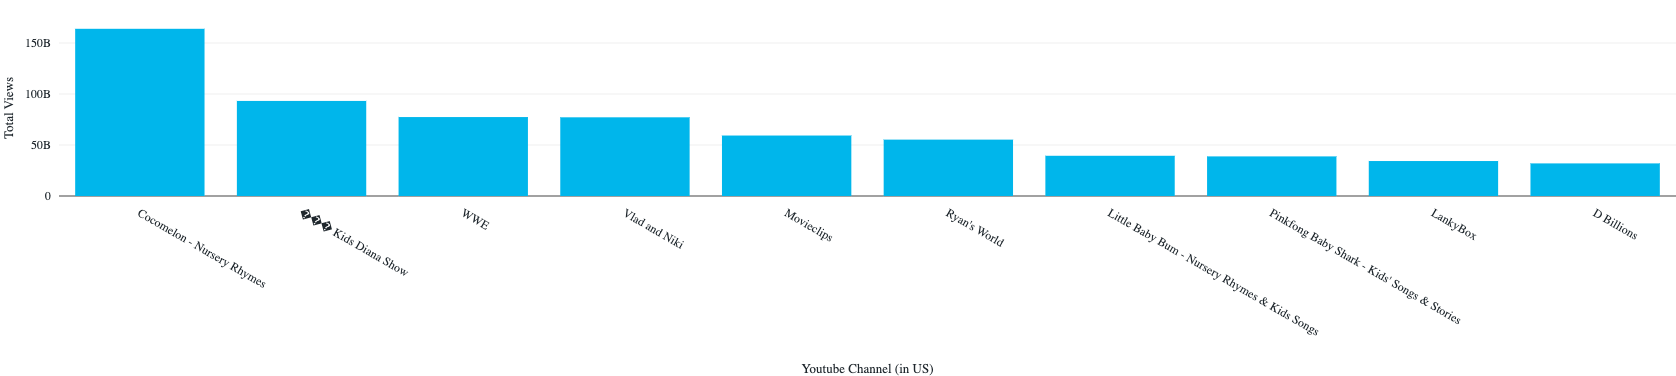 150B
100B
50B
0
Total Views
Cocomelon - Nursery Rhymes
��� Kids Diana Show
WWE
Vlad and Niki
Movieclips
Ryan's World
Little Baby Bum - Nursery Rhymes & Kids Songs
Pinkfong Baby Shark - Kids' Songs & Stories
LankyBox
D Billions
Youtube Channel (in US)